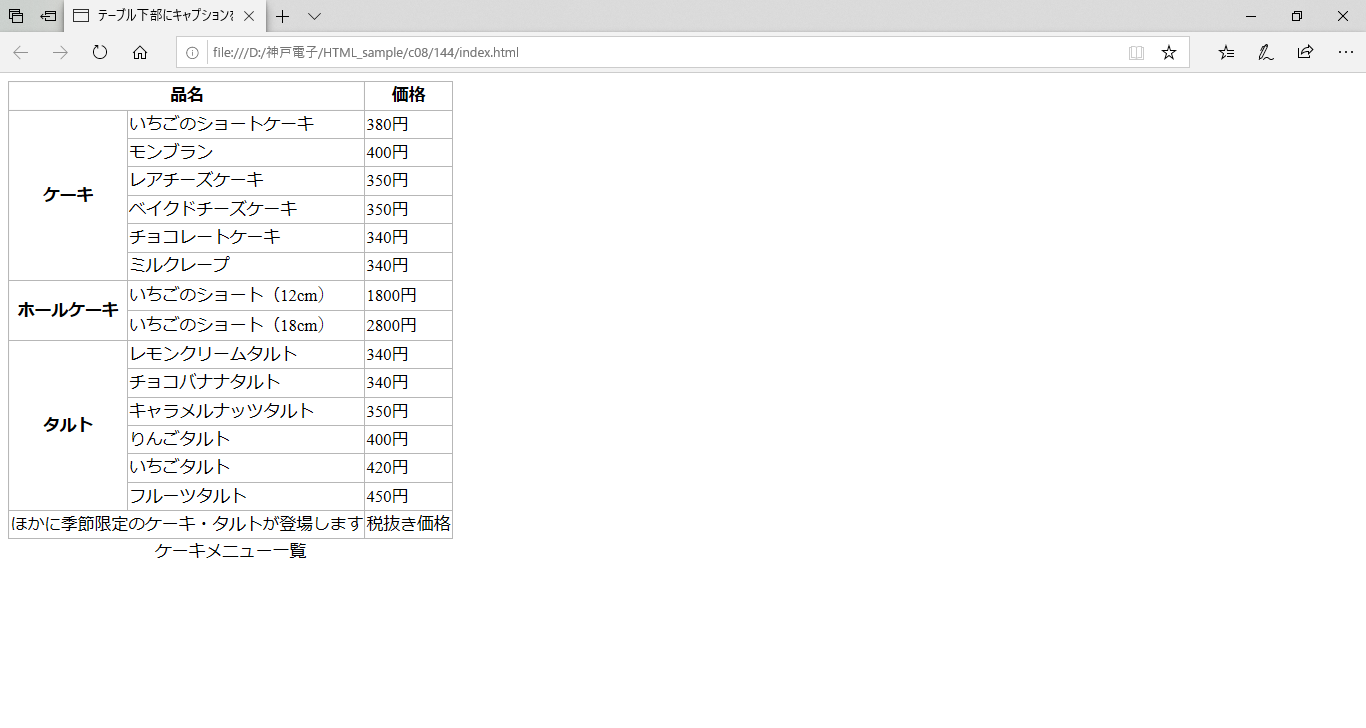 テーブル下部にキャプションを
file:///D:/神戸電子/HTML_sample/c08/144/index.html
品名 価格
ケーキ
いちごのショートケーキ 380円
モンブラン 400円
レアチーズケーキ 350円
ベイクドチーズケーキ 350円
チョコレートケーキ 340円
ミルクレープ 340円
ホールケーキ
いちごのショート（12cm） 1800円
いちごのショート（18cm） 2800円
タルト
レモンクリームタルト 340円
チョコバナナタルト 340円
キャラメルナッツタルト 350円
りんごタルト 400円
いちごタルト 420円
フルーツタルト 450円
ほかに季節限定のケーキ・タルトが登場します 税抜き価格
ケーキメニュー一覧